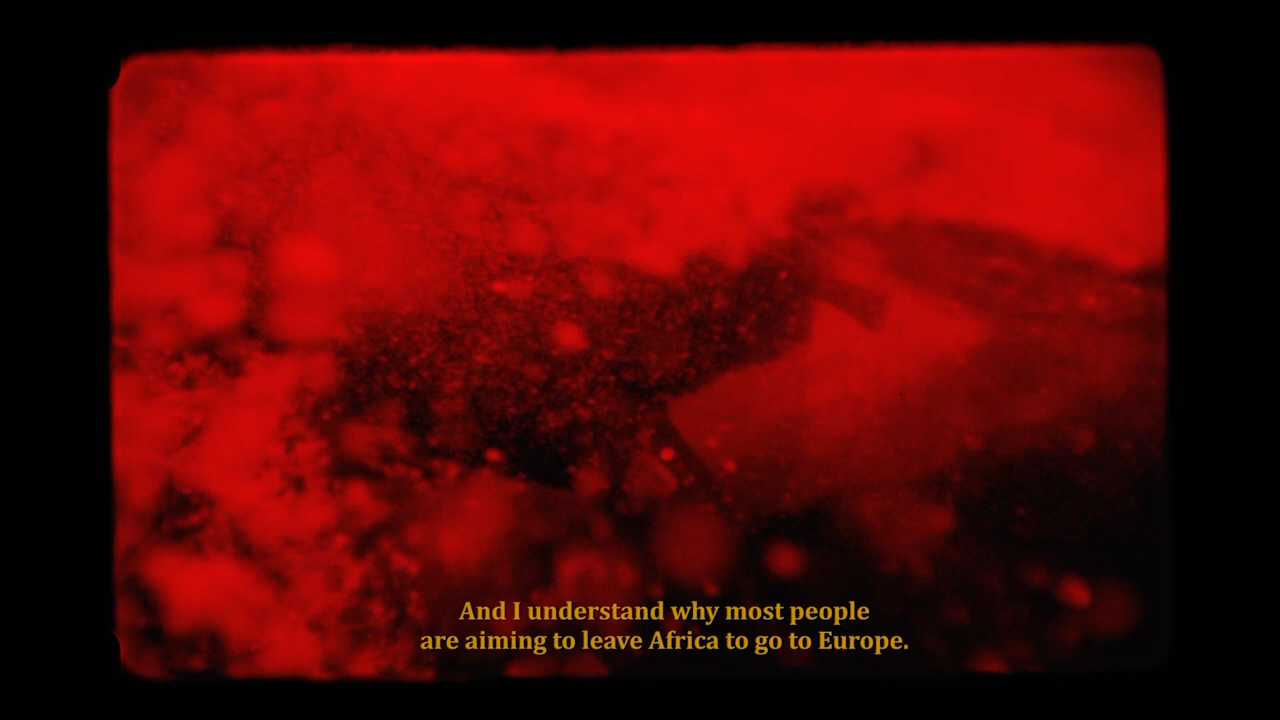 And I understand why most people
are aiming to leave Africa to go to Europe.